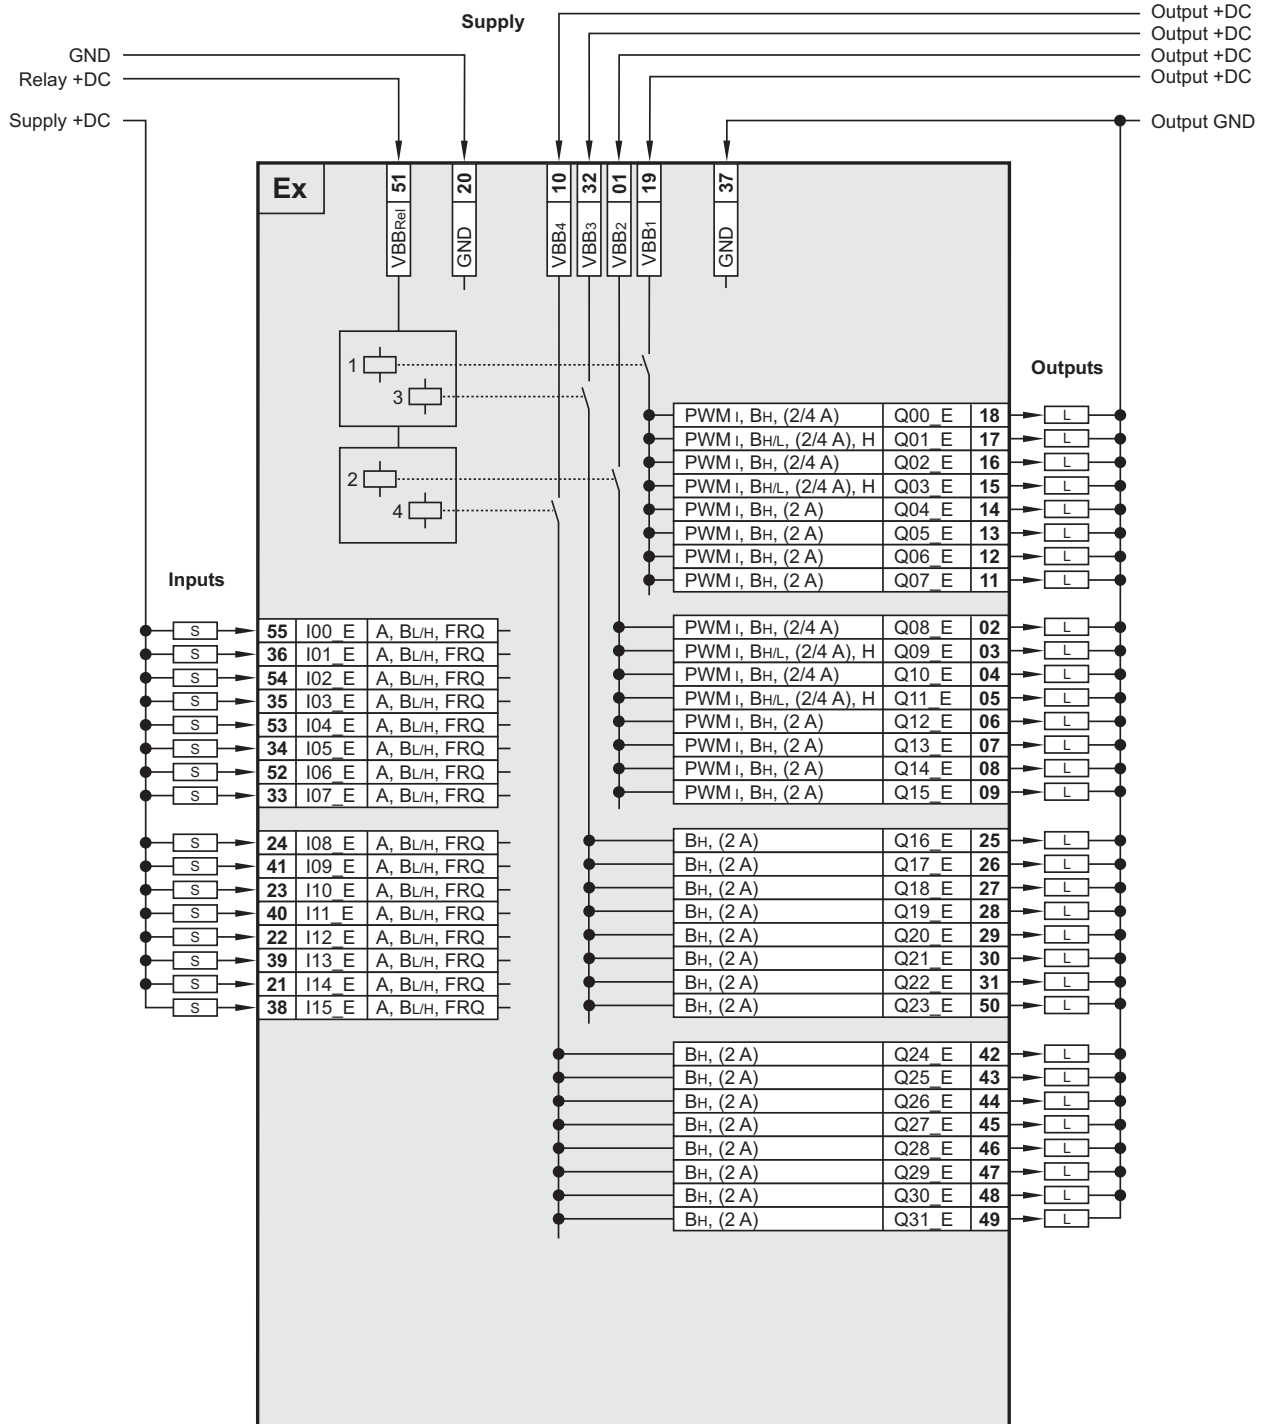 Supply
Output +DC
Output +DC
GND
Output +DC
Relay +DC
Output +DC
Supply +DC
Output GND
Ex
51
20
10
32
01
19
37
VBBRel
GND
VBB4
VBB3
VBB2
VBB1
GND
1
3
2
4
Outputs
PWM I, BH, (2/4 A) Q00_E 18 L
PWM I, BH/L, (2/4 A), H Q01_E 17 L
PWM I, BH, (2/4 A) Q02_E 16 L
PWM I, BH/L, (2/4 A), H Q03_E 15 L
PWM I, BH, (2 A) Q04_E 14 L
PWM I, BH, (2 A) Q05_E 13 L
PWM I, BH, (2 A) Q06_E 12 L
PWM I, BH, (2 A) Q07_E 11 L
PWM I, BH, (2/4 A) Q08_E 02 L
PWM I, BH/L, (2/4 A), H Q09_E 03 L
PWM I, BH, (2/4 A) Q10_E 04 L
PWM I, BH/L, (2/4 A), H Q11_E 05 L
PWM I, BH, (2 A) Q12_E 06 L
PWM I, BH, (2 A) Q13_E 07 L
PWM I, BH, (2 A) Q14_E 08 L
PWM I, BH, (2 A) Q15_E 09 L
BH, (2 A) Q16_E 25 L
BH, (2 A) Q17_E 26 L
BH, (2 A) Q18_E 27 L
BH, (2 A) Q19_E 28 L
BH, (2 A) Q20_E 29 L
BH, (2 A) Q21_E 30 L
BH, (2 A) Q22_E 31 L
BH, (2 A) Q23_E 50 L
BH, (2 A) Q24_E 42 L
BH, (2 A) Q25_E 43 L
BH, (2 A) Q26_E 44 L
BH, (2 A) Q27_E 45 L
BH, (2 A) Q28_E 46 L
BH, (2 A) Q29_E 47 L
BH, (2 A) Q30_E 48 L
BH, (2 A) Q31_E 49 L
Inputs
S 55 I00_E A, BL/H, FRQ
S 36 I01_E A, BL/H, FRQ
S 54 I02_E A, BL/H, FRQ
S 35 I03_E A, BL/H, FRQ
S 53 I04_E A, BL/H, FRQ
S 34 I05_E A, BL/H, FRQ
S 52 I06_E A, BL/H, FRQ
S 33 I07_E A, BL/H, FRQ
S 24 I08_E A, BL/H, FRQ
S 41 I09_E A, BL/H, FRQ
S 23 I10_E A, BL/H, FRQ
S 40 I11_E A, BL/H, FRQ
S 22 I12_E A, BL/H, FRQ
S 39 I13_E A, BL/H, FRQ
S 21 I14_E A, BL/H, FRQ
S 38 I15_E A, BL/H, FRQ